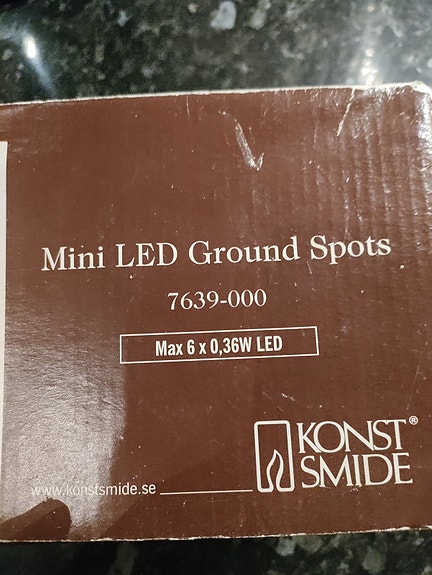 Mini LED Ground Spots
7639-000
Max 6 x 0,36W LED
KONST®
SMIDE
www.konstsmide.se